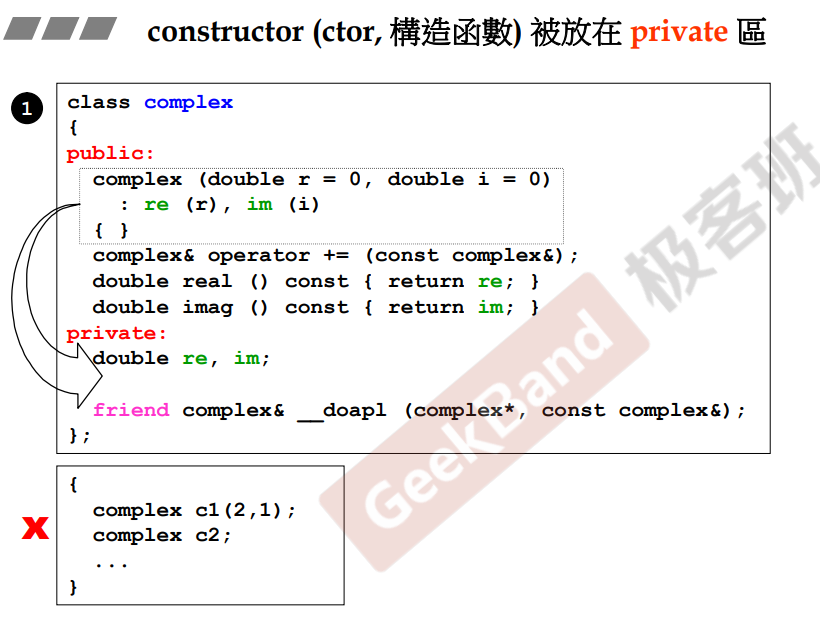 constructor (ctor, 構造函數) 被放在 private 區
1
class complex
{
public:
complex (double r = 0, double i = 0)
: re (r), im (i)
{ }
complex& operator += (const complex&);
double real () const { return re; }
double imag () const { return im; }
private:
double re, im;
friend complex& __doapl (complex*, const complex&);
};
{
complex c1(2,1);
complex c2;
...
}
x
GeekBand 极客班